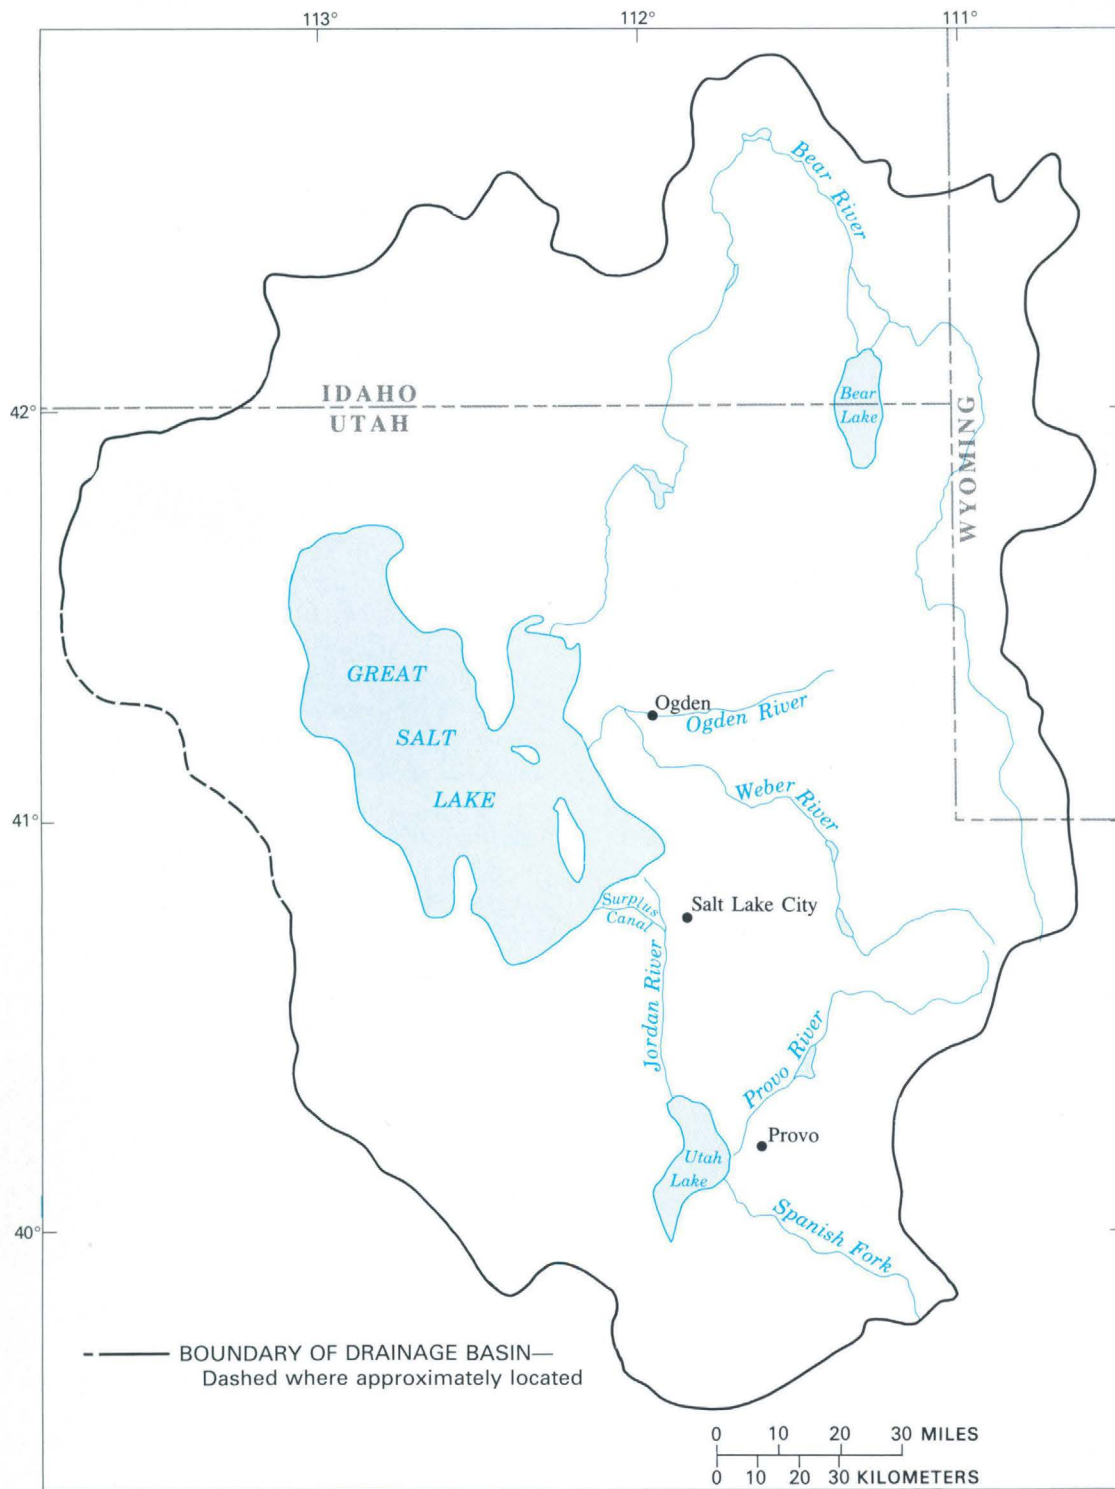 113° 112° 111°
Bear River
IDAHO
UTAH
42°
Bear
Lake
WYOMING
GREAT
SALT
LAKE
Ogden
Ogden River
Weber River
41°
Surplus
Canal
Salt Lake City
Jordan River
Provo River
Provo
Utah
Lake
Spanish Fork
40°
BOUNDARY OF DRAINAGE BASIN—
Dashed where approximately located
0 10 20 30 MILES
0 10 20 30 KILOMETERS